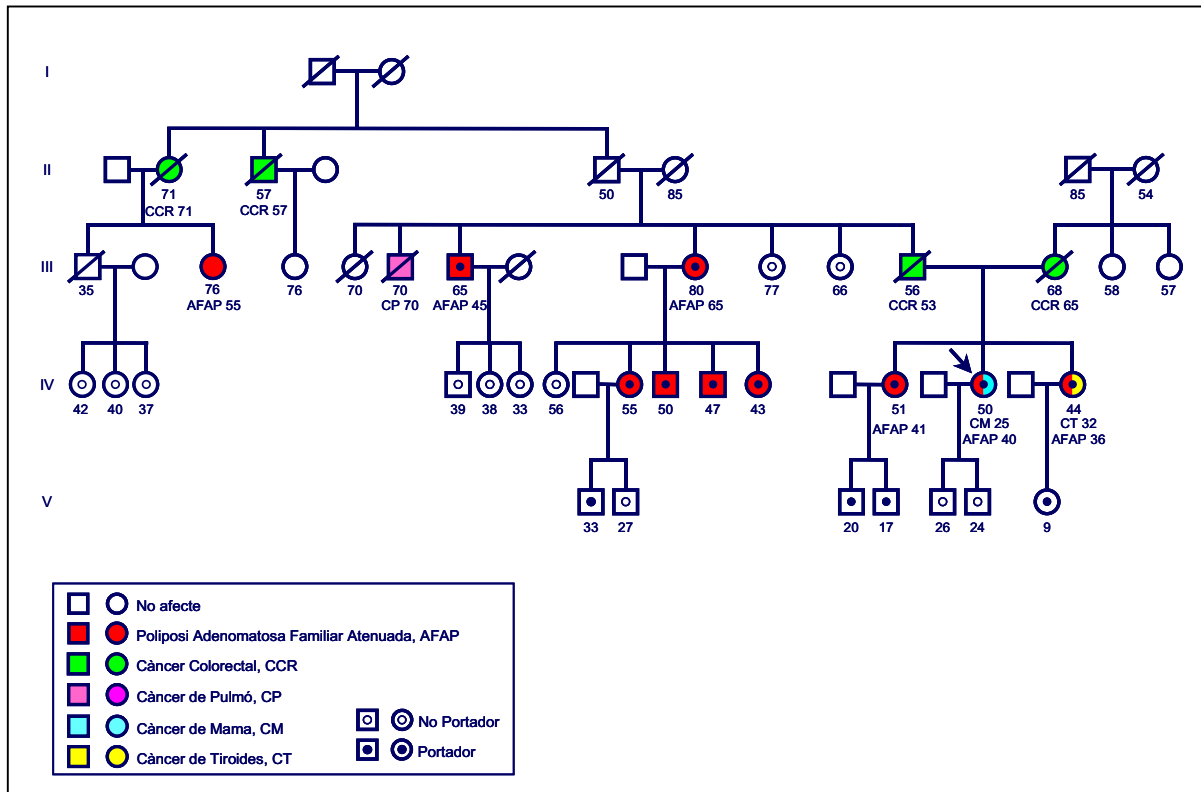 I
II
71
CCR 71
57
CCR 57
50
85
85
54
III
35
76
AFAP 55
76
70
70
CP 70
65
AFAP 45
80
AFAP 65
77
66
56
CCR 53
68
CCR 65
58
57
IV
42
40
37
39
38
33
56
55
50
47
43
51
AFAP 41
50
CM 25
AFAP 40
44
CT 32
AFAP 36
V
33
27
20
17
26
24
9
No afecte
Poliposi Adenomatosa Familiar Atenuada, AFAP
Càncer Colorectal, CCR
Càncer de Pulmó, CP
Càncer de Mama, CM
Càncer de Tiroides, CT
No Portador
Portador